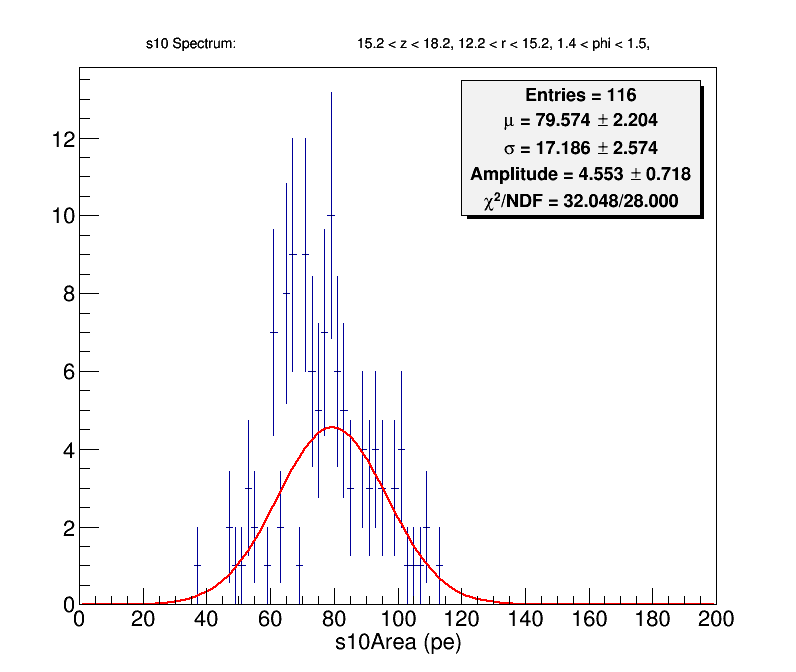 s10 Spectrum: 15.2 < z < 18.2, 12.2 < r < 15.2, 1.4 < phi < 1.5,
Entries = 116
μ = 79.574 ± 2.204
σ = 17.186 ± 2.574
Amplitude = 4.553 ± 0.718
χ²/NDF = 32.048/28.000
12
10
8
6
4
2
0
0 20 40 60 80 100 120 140 160 180 200
s10Area (pe)